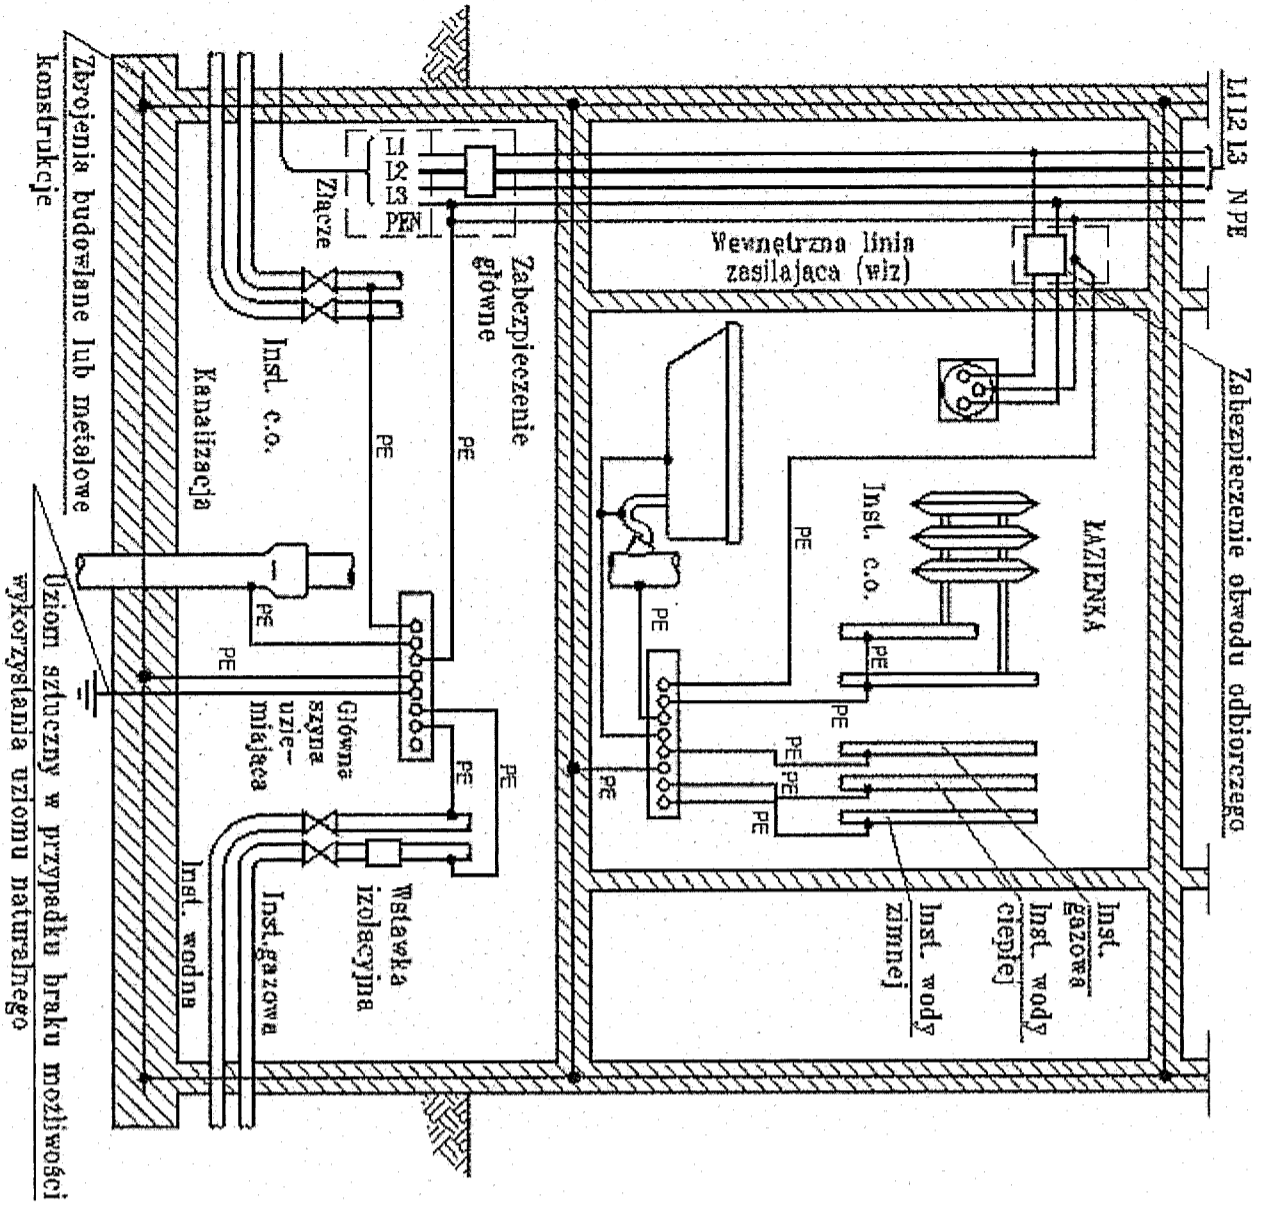 L1 L2 L3 N PE
Zabezpieczenie obwodu odbiorczego
ŁAZIENKA
Inst.
gazowa
Inst. wody
ciepłej
Inst. wody
zimnej
Wewnętrzna linia
zasilająca (wlz)
Inst. c.o.
PE
PE
PE
PE
PE
PE
PE
PE
Zabezpieczenie
główne
L1
L2
L3
PEN
Złącze
PE
PE
PE
PE
PE
PE
Inst. c.o.
Kanalizacja
Główna
szyna
uzie-
miająca
Wstawka
izolacyjna
Inst.gazowa
Inst. wodna
Zbrojenia budowlane lub metalowe
konstrukcje
Uziom sztuczny w przypadku braku możliwości
wykorzystania uziomu naturalnego